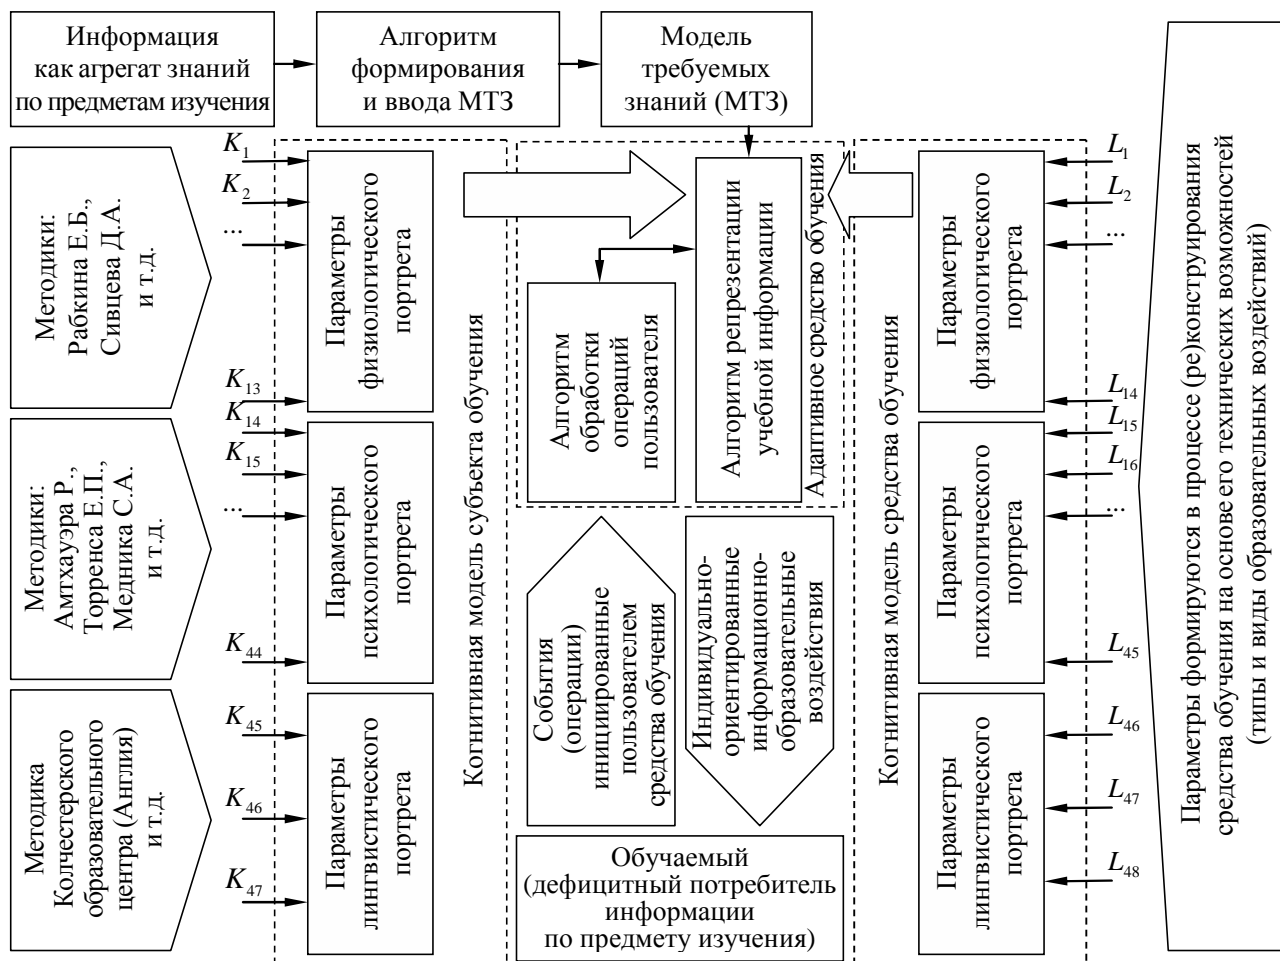 Информация
как агрегат знаний
по предметам изучения
Алгоритм
формирования
и ввода МТЗ
Модель
требуемых
знаний (МТЗ)
Методики:
Рабкина Е.Б.,
Сивцева Д.А.
и т.д.
K1
K2
...
K13
Параметры
физиологического
портрета
Методики:
Амтхауэра Р.,
Торренса Е.П.,
Медника С.А.
и т.д.
K14
K15
...
K44
Параметры
психологического
портрета
Методика
Колчестерского
образовательного
центра (Англия)
и т.д.
K45
K46
K47
Параметры
лингвистического
портрета
Когнитивная модель субъекта обучения
Алгоритм
обработки
операций
пользователя
Алгоритм репрезентации
учебной информации
Адаптивное средство обучения
События
(операции)
инициированные
пользователем
средства обучения
Индивидуально-
ориентированные
информационно-
образовательные
воздействия
Обучаемый
(дефицитный потребитель
информации
по предмету изучения)
Когнитивная модель средства обучения
Параметры
физиологического
портрета
L1
L2
...
L14
Параметры
психологического
портрета
L15
L16
...
L45
Параметры
лингвистического
портрета
L46
L47
L48
Параметры формируются в процессе (ре)конструирования
средства обучения на основе его технических возможностей
(типы и виды образовательных воздействий)